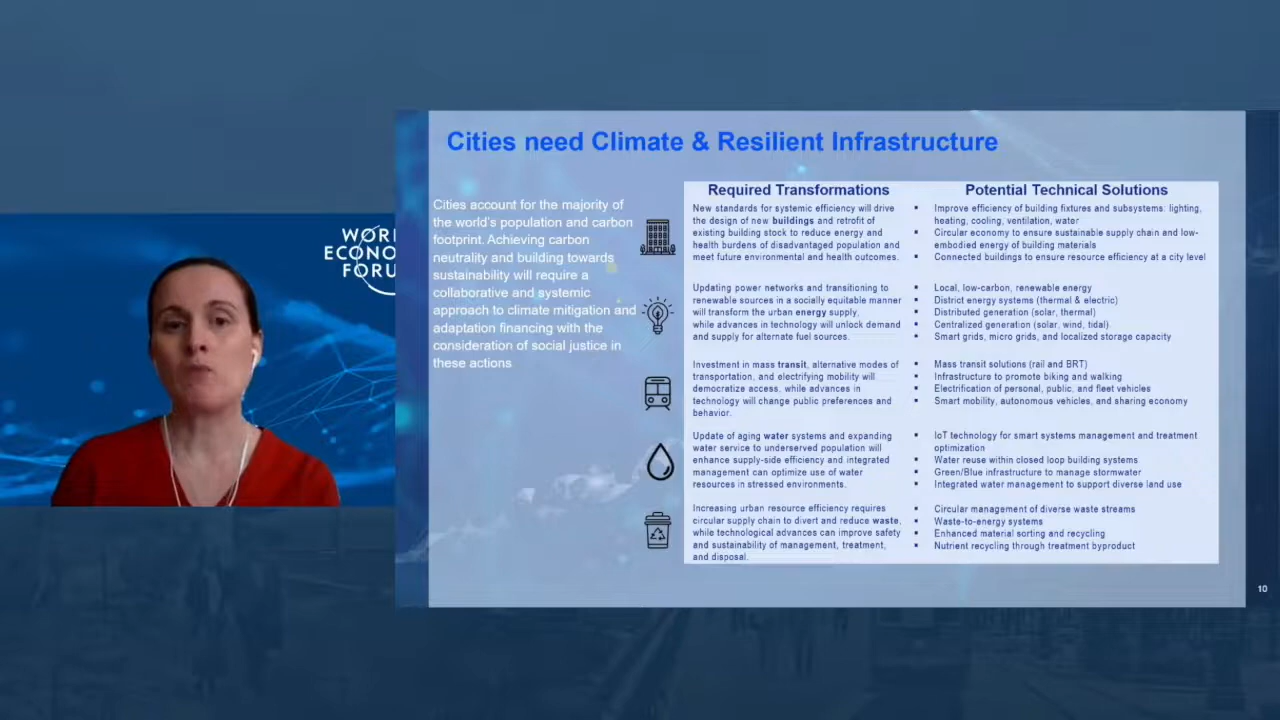 WORL
ECONO
FORU
Cities need Climate & Resilient Infrastructure
Cities account for the majority of
the world's population and carbon
footprint. Achieving carbon
neutrality and building towards
sustainability will require a
collaborative and systemic
approach to climate mitigation and
adaptation financing with the
consideration of social justice in
these actions
Required Transformations
New standards for systemic efficiency will drive
the design of new buildings and retrofit of
existing building stock to reduce energy and
health burdens of disadvantaged population and
meet future environmental and health outcomes.
Updating power networks and transitioning to
renewable sources in a socially equitable manner
will transform the urban energy supply,
while advances in technology will unlock demand
and supply for alternate fuel sources.
Investment in mass transit, alternative modes of
transportation, and electrifying mobility will
democratize access, while advances in
technology will change public preferences and
behavior.
Update of aging water systems and expanding
water service to underserved population will
enhance supply-side efficiency and integrated
management can optimize use of water
resources in stressed environments.
Increasing urban resource efficiency requires
circular supply chain to divert and reduce waste,
while technological advances can improve safety
and sustainability of management, treatment,
and disposal.
Potential Technical Solutions
▪ Improve efficiency of building fixtures and subsystems: lighting,
heating, cooling, ventilation, water
▪ Circular economy to ensure sustainable supply chain and low-
embodied energy of building materials
▪ Connected buildings to ensure resource efficiency at a city level
▪ Local, low-carbon, renewable energy
▪ District energy systems (thermal & electric)
▪ Distributed generation (solar, thermal)
▪ Centralized generation (solar, wind, tidal)
▪ Smart grids, micro grids, and localized storage capacity
▪ Mass transit solutions (rail and BRT)
▪ Infrastructure to promote biking and walking
▪ Electrification of personal, public, and fleet vehicles
▪ Smart mobility, autonomous vehicles, and sharing economy
▪ IoT technology for smart systems management and treatment
optimization
▪ Water reuse within closed loop building systems
▪ Green/Blue infrastructure to manage stormwater
▪ Integrated water management to support diverse land use
▪ Circular management of diverse waste streams
▪ Waste-to-energy systems
▪ Enhanced material sorting and recycling
▪ Nutrient recycling through treatment byproduct
10